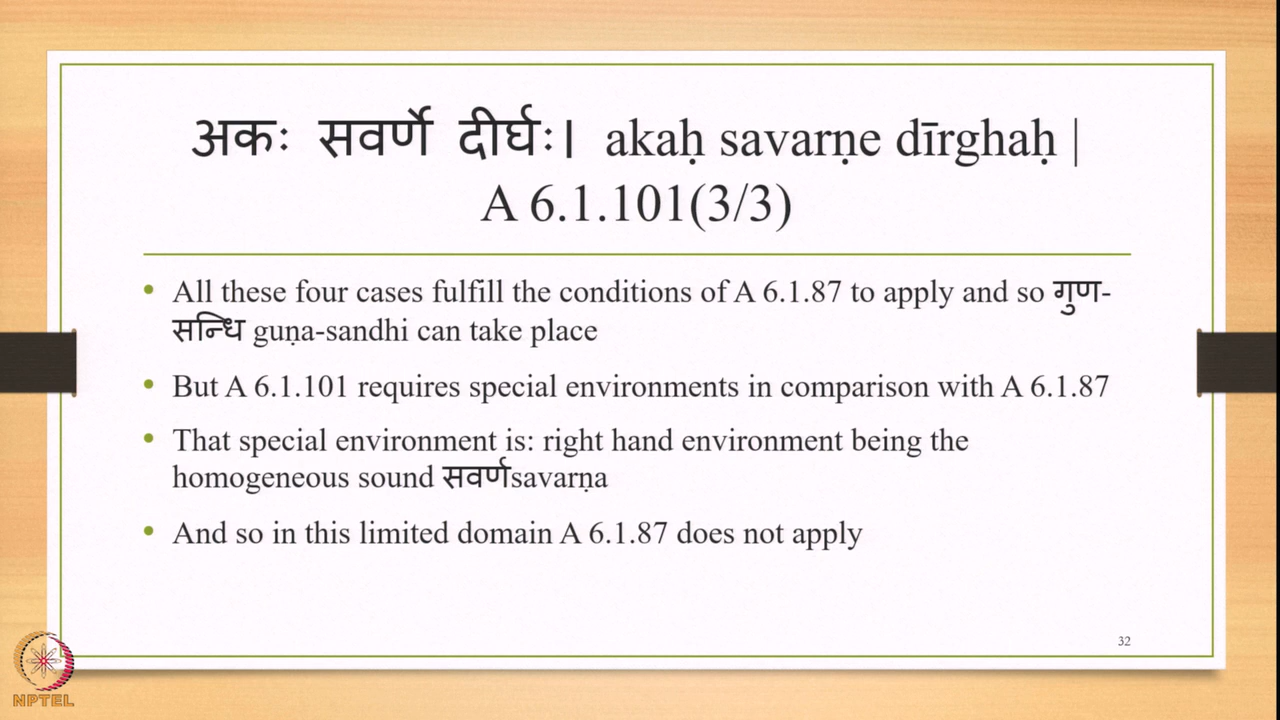 अकः सवर्णे दीर्घः। akaḥ savarṇe dīrghaḥ |
A 6.1.101(3/3)
• All these four cases fulfill the conditions of A 6.1.87 to apply and so गुण-
सन्धि guṇa-sandhi can take place
• But A 6.1.101 requires special environments in comparison with A 6.1.87
• That special environment is: right hand environment being the
homogeneous sound सवर्णsavarṇa
• And so in this limited domain A 6.1.87 does not apply
32
NPTEL